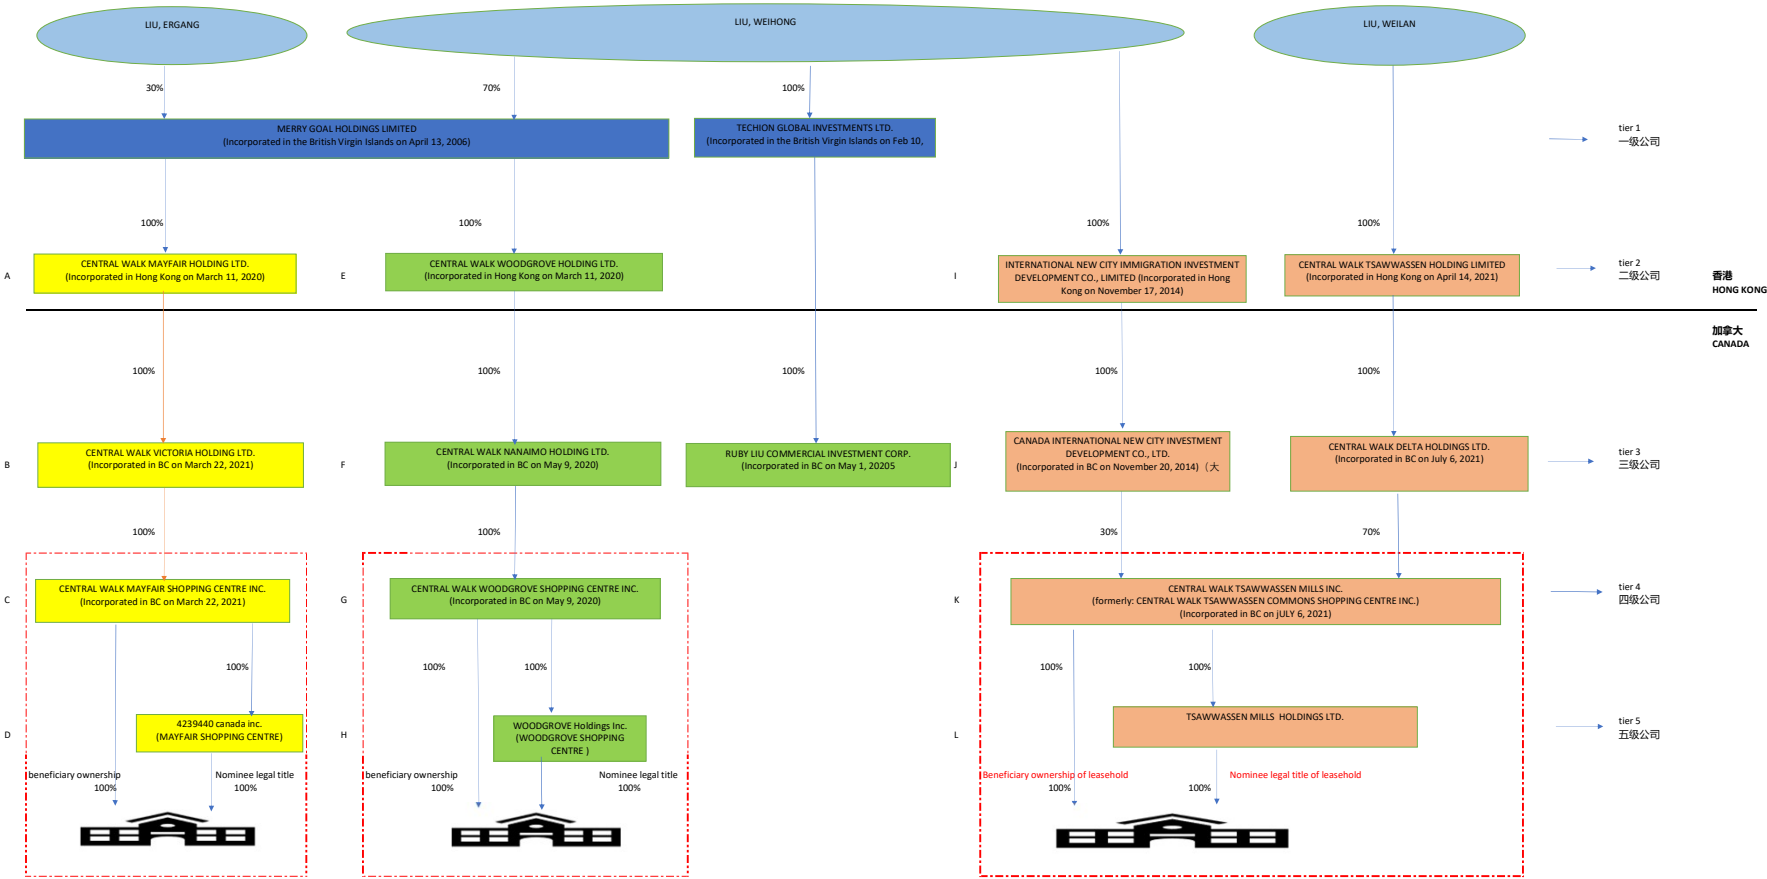 LIU, ERGANG
LIU, WEIHONG
LIU, WEILAN
30%
70%
100%
MERRY GOAL HOLDINGS LIMITED
(Incorporated in the British Virgin Islands on April 13, 2006)
TECHION GLOBAL INVESTMENTS LTD.
(Incorporated in the British Virgin Islands on Feb 10,
tier 1
一级公司
100%
100%
100%
100%
A
CENTRAL WALK MAYFAIR HOLDING LTD.
(Incorporated in Hong Kong on March 11, 2020)
E
CENTRAL WALK WOODGROVE HOLDING LTD.
(Incorporated in Hong Kong on March 11, 2020)
I
INTERNATIONAL NEW CITY IMMIGRATION INVESTMENT
DEVELOPMENT CO., LIMITED (Incorporated in Hong
Kong on November 17, 2014)
CENTRAL WALK TSAWWASSEN HOLDING LIMITED
(Incorporated in Hong Kong on April 14, 2021)
tier 2
二级公司
香港
HONG KONG
加拿大
CANADA
100%
100%
100%
100%
100%
B
CENTRAL WALK VICTORIA HOLDING LTD.
(Incorporated in BC on March 22, 2021)
F
CENTRAL WALK NANAIMO HOLDING LTD.
(Incorporated in BC on May 9, 2020)
RUBY LIU COMMERCIAL INVESTMENT CORP.
(Incorporated in BC on May 1, 20205
J
CANADA INTERNATIONAL NEW CITY INVESTMENT
DEVELOPMENT CO., LTD.
(Incorporated in BC on November 20, 2014)（大
CENTRAL WALK DELTA HOLDINGS LTD.
(Incorporated in BC on July 6, 2021)
tier 3
三级公司
100%
100%
30%
70%
C
CENTRAL WALK MAYFAIR SHOPPING CENTRE INC.
(Incorporated in BC on March 22, 2021)
G
CENTRAL WALK WOODGROVE SHOPPING CENTRE INC.
(Incorporated in BC on May 9, 2020)
K
CENTRAL WALK TSAWWASSEN MILLS INC.
(formerly: CENTRAL WALK TSAWWASSEN COMMONS SHOPPING CENTRE INC.)
(Incorporated in BC on jULY 6, 2021)
tier 4
四级公司
100%
100%
100%
100%
100%
D
4239440 canada inc.
(MAYFAIR SHOPPING CENTRE)
H
WOODGROVE Holdings Inc.
(WOODGROVE SHOPPING
CENTRE )
L
TSAWWASSEN MILLS HOLDINGS LTD.
tier 5
五级公司
beneficiary ownership
100%
Nominee legal title
100%
beneficiary ownership
100%
Nominee legal title
100%
Beneficiary ownership of leasehold
100%
Nominee legal title of leasehold
100%